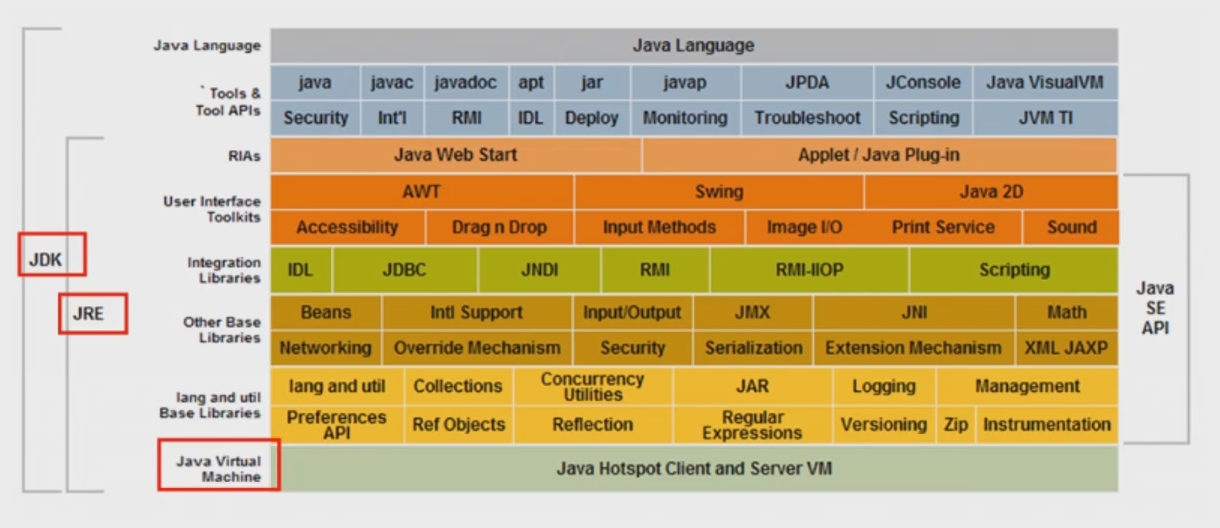 Java Language
Java Language
` Tools &
Tool APIs
java javac javadoc apt jar javap JPDA JConsole Java VisualVM
Security Int'l RMI IDL Deploy Monitoring Troubleshoot Scripting JVM TI
RIAs
Java Web Start Applet / Java Plug-in
User Interface
Toolkits
AWT Swing Java 2D
Accessibility Drag n Drop Input Methods Image I/O Print Service Sound
JDK
Integration
Libraries
IDL JDBC JNDI RMI RMI-IIOP Scripting
Java
SE
API
JRE
Other Base
Libraries
Beans Intl Support Input/Output JMX JNI Math
Networking Override Mechanism Security Serialization Extension Mechanism XML JAXP
lang and util
Base Libraries
lang and util Collections Concurrency
Utilities JAR Logging Management
Preferences
API Ref Objects Reflection Regular
Expressions Versioning Zip Instrumentation
Java Virtual
Machine
Java Hotspot Client and Server VM